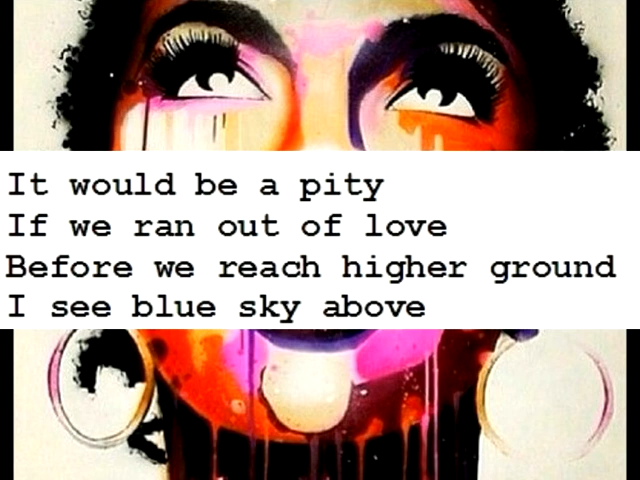 It would be a pity
If we ran out of love
Before we reach higher ground
I see blue sky above